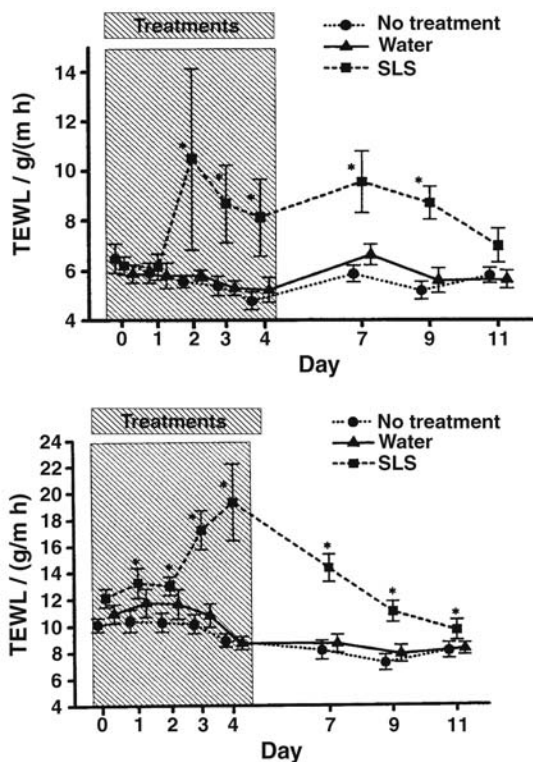 Treatments
No treatment
Water
SLS
14
12
10
8
6
4
TEWL / g/(m h)
* * * * *
0 1 2 3 4 7 9 11
Day
Treatments
No treatment
Water
SLS
24
22
20
18
16
14
12
10
8
6
4
TEWL / (g/m h)
* * * * * * *
0 1 2 3 4 7 9 11
Day